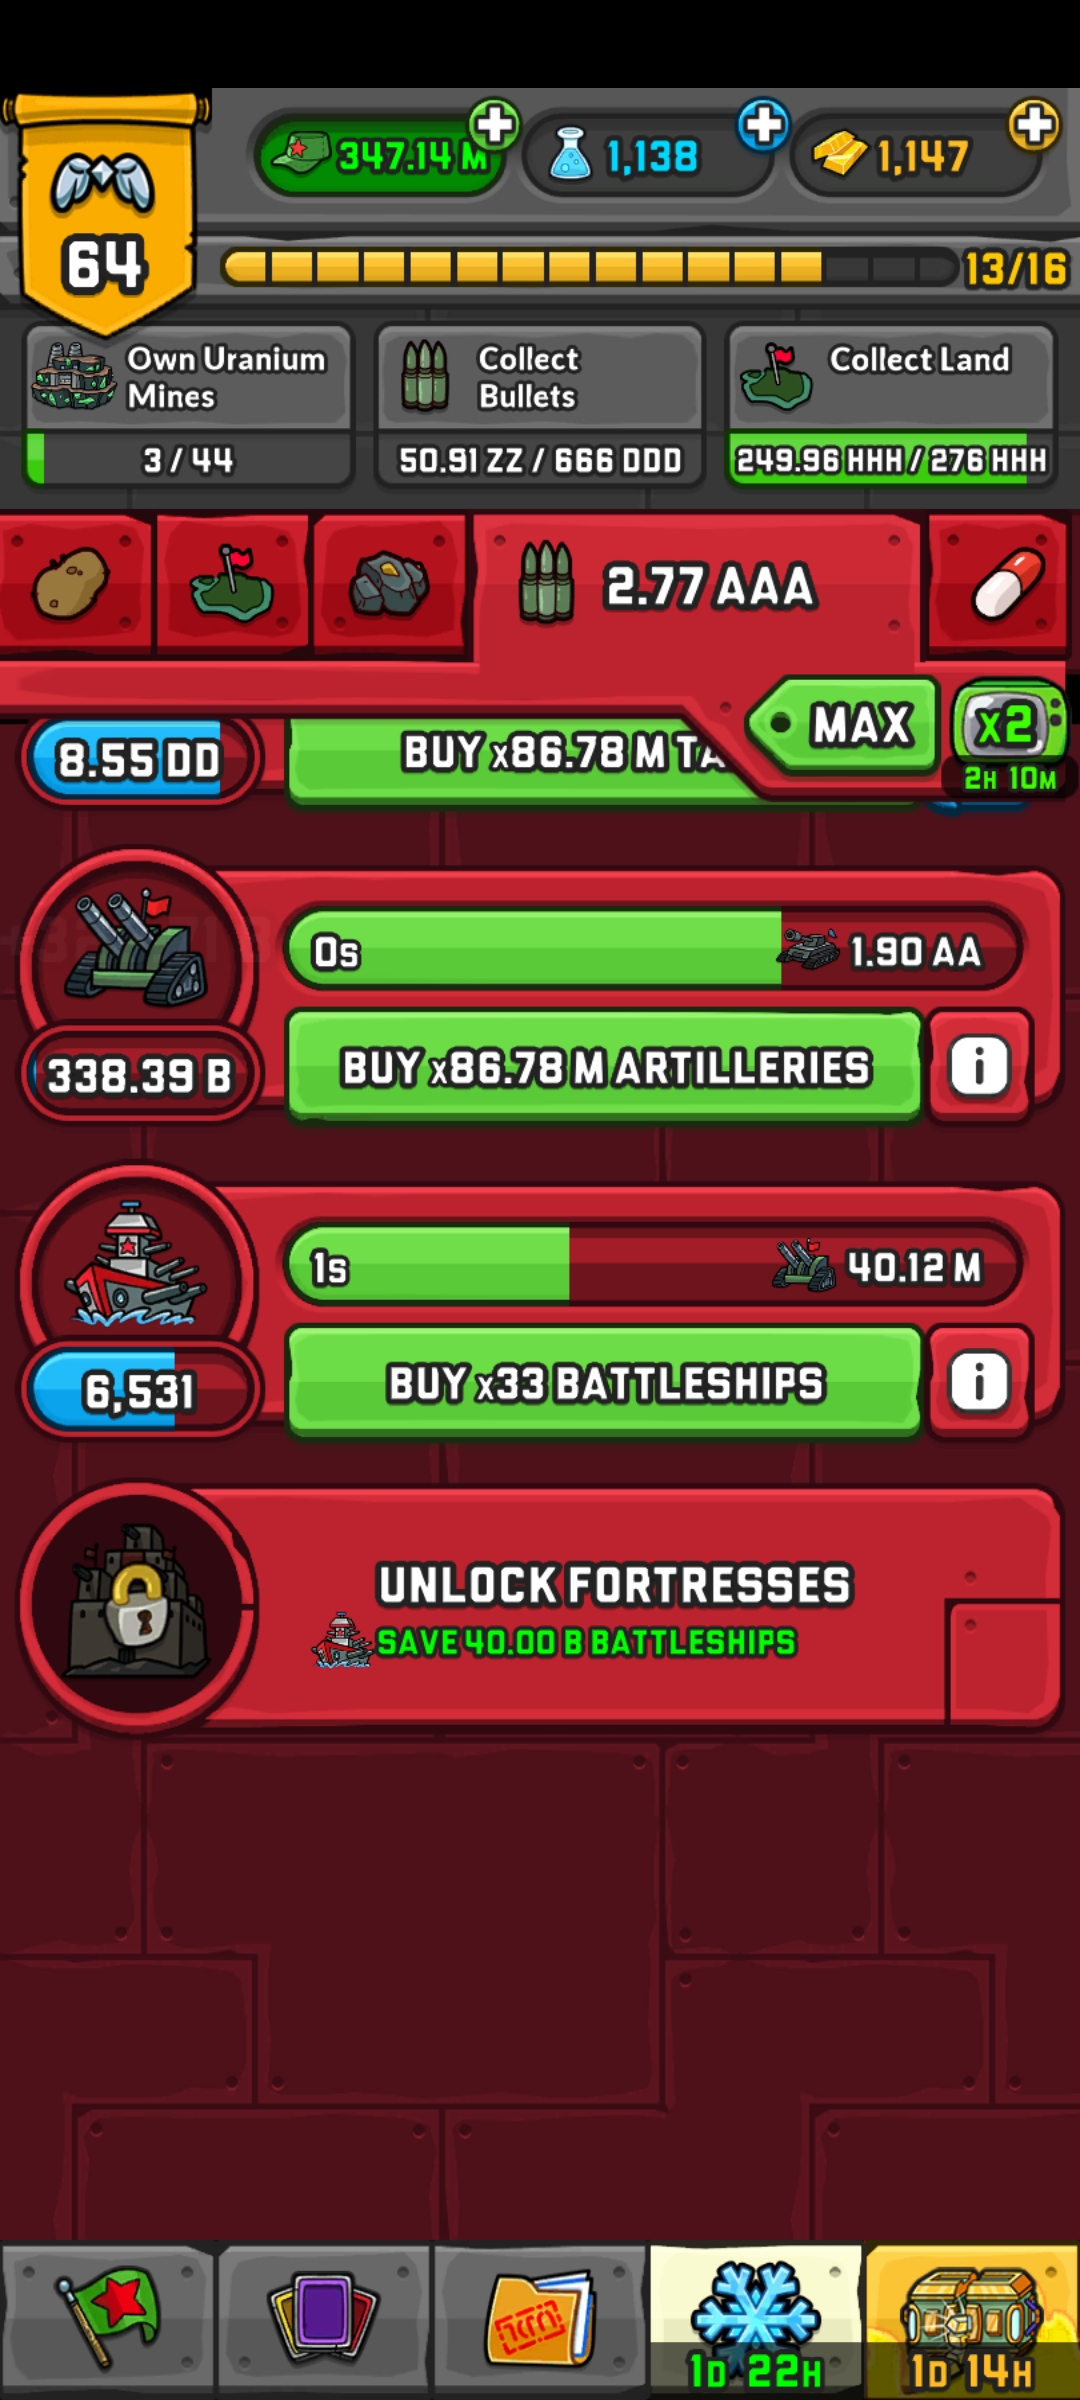 347.14 M
1,138
1,147
64
13/16
Own Uranium
Mines
3 / 44
Collect
Bullets
50.91 ZZ / 666 DDD
Collect Land
249.96 HHH / 276 HHH
2.77 AAA
MAX
x2
2H 10M
8.55 DD
BUY x86.78 M TA
0s
1.90 AA
338.39 B
BUY x86.78 M ARTILLERIES
i
1s
40.12 M
6,531
BUY x33 BATTLESHIPS
i
UNLOCK FORTRESSES
SAVE 40.00 B BATTLESHIPS
1D 22H
1D 14H